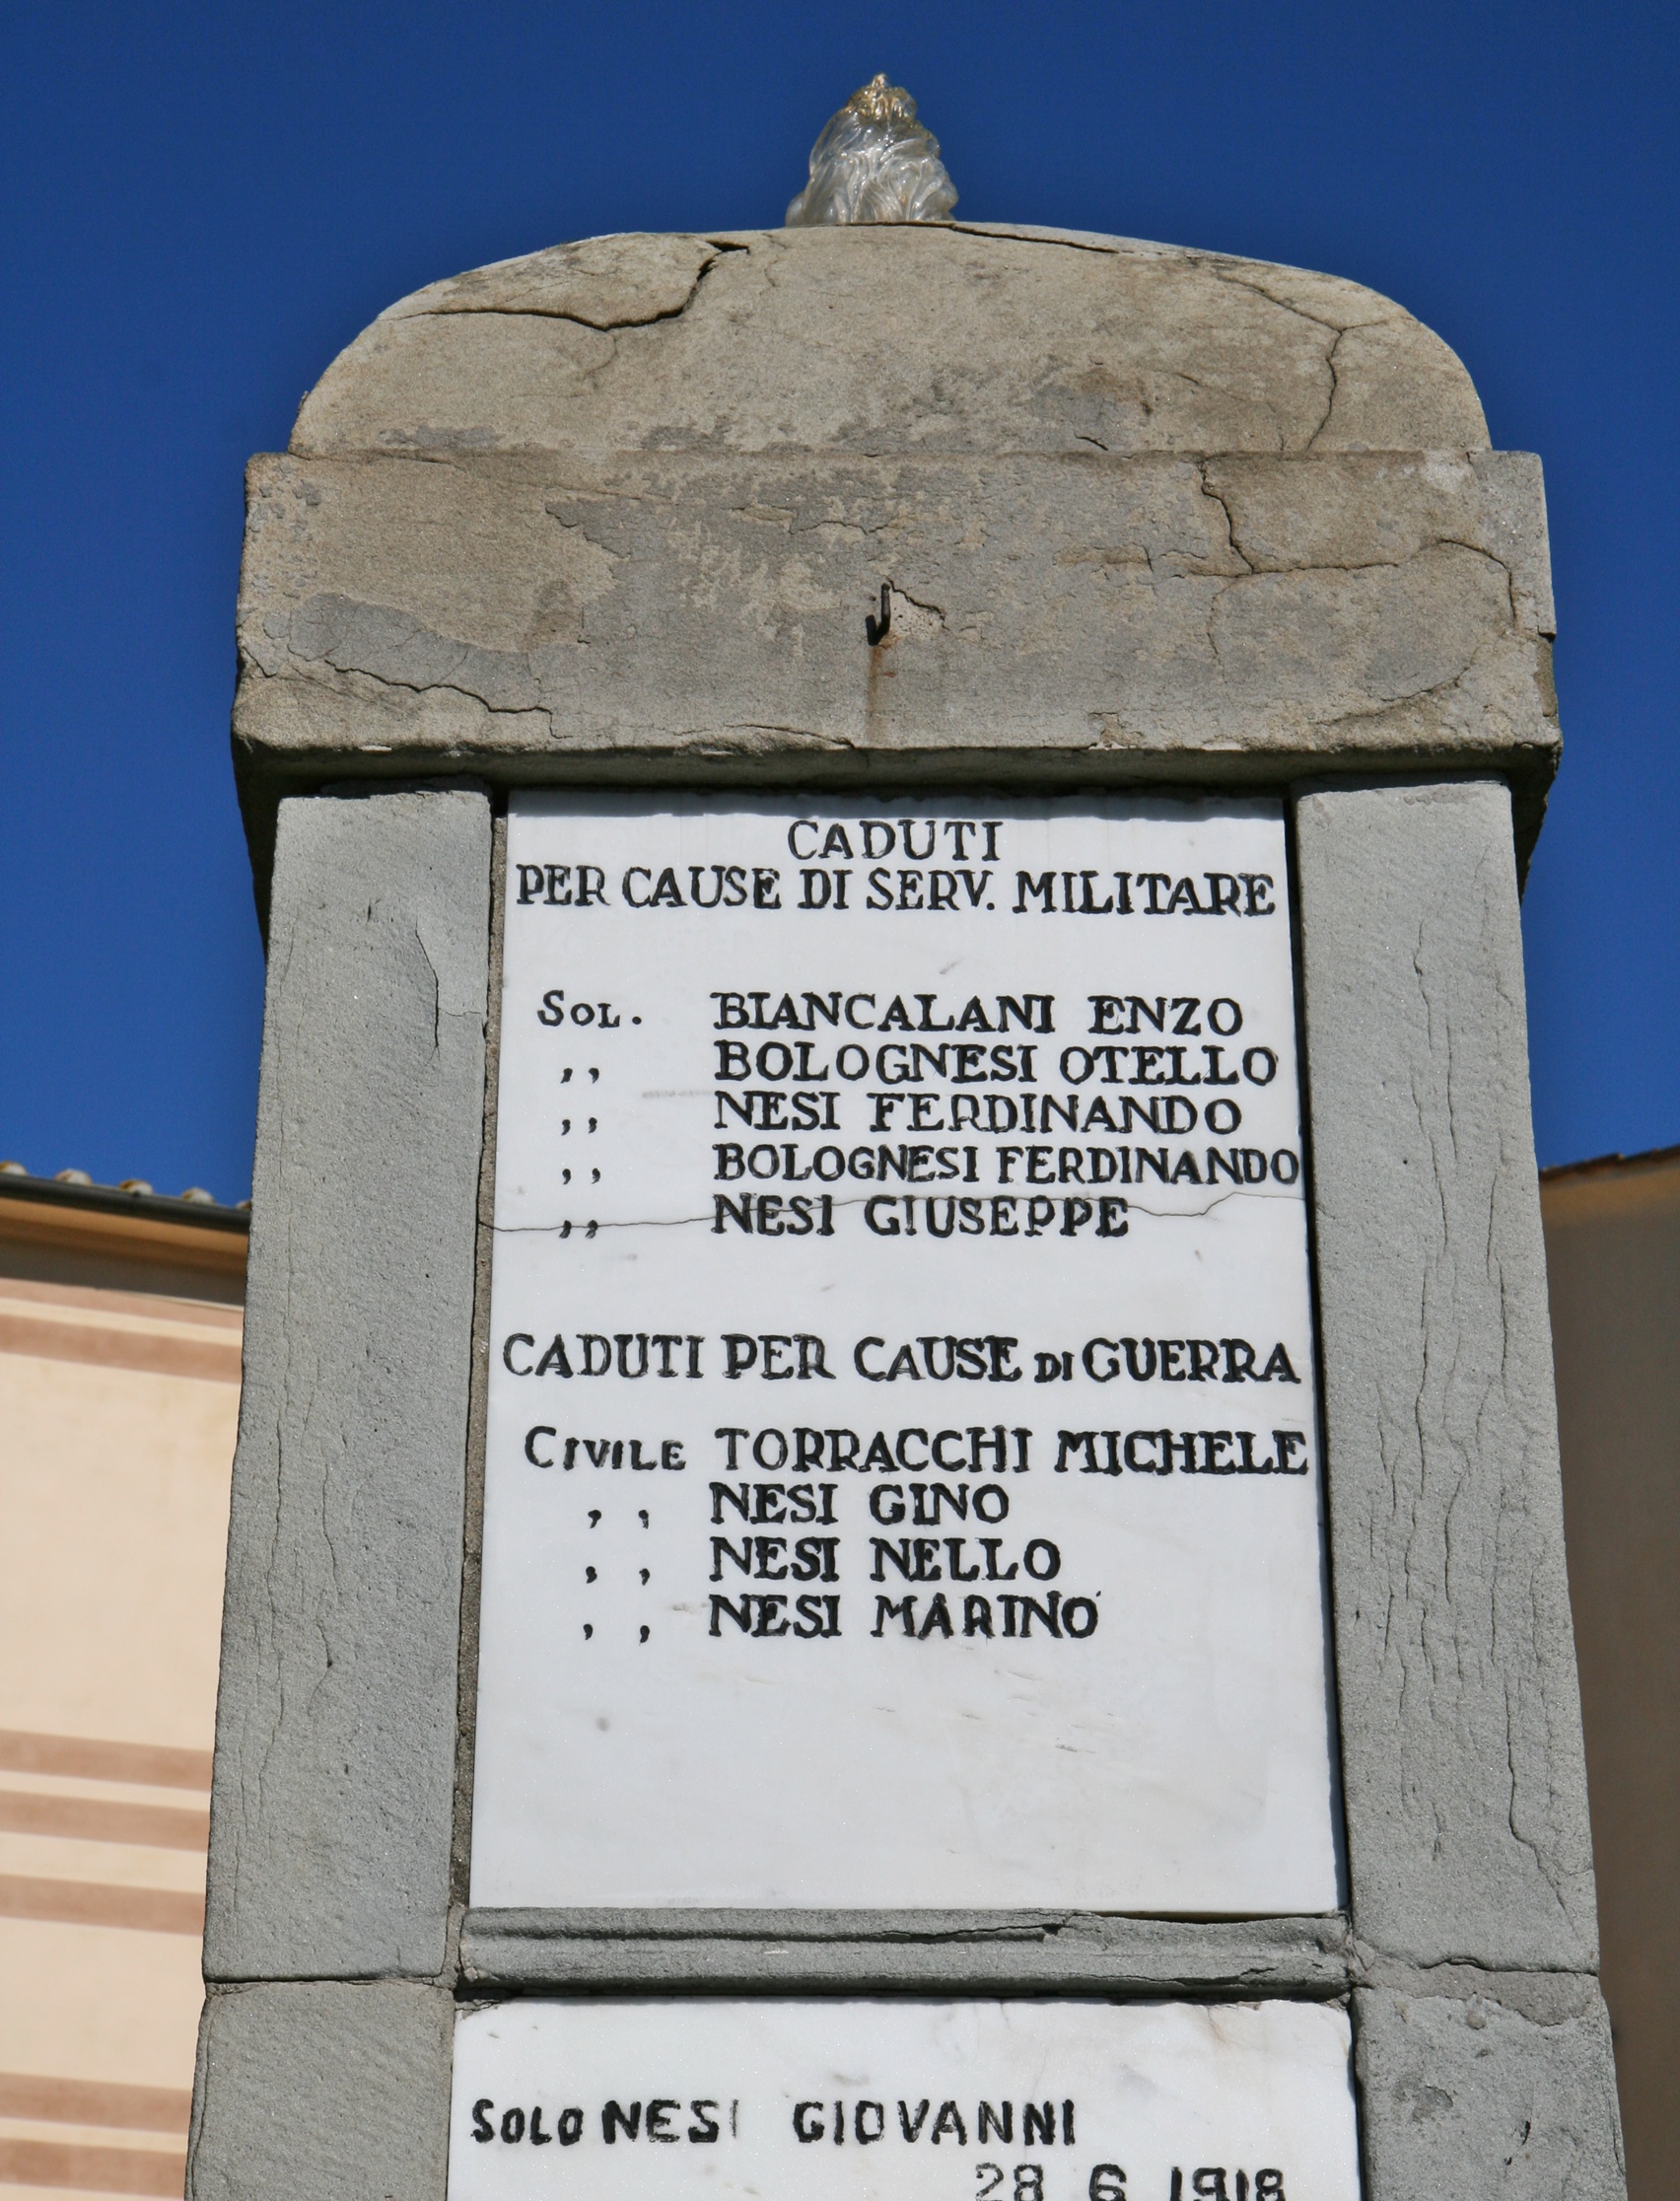 CADUTI
PER CAUSE DI SERV. MILITARE
SOL. BIANCALANI ENZO
,, BOLOGNESI OTELLO
,, NESI FERDINANDO
,, BOLOGNESI FERDINANDO
,, NESI GIUSEPPE
CADUTI PER CAUSE DI GUERRA
CIVILE TORRACCHI MICHELE
,, NESI GINO
,, NESI NELLO
,, NESI MARINO
SOLO NESI GIOVANNI
28 6 1918